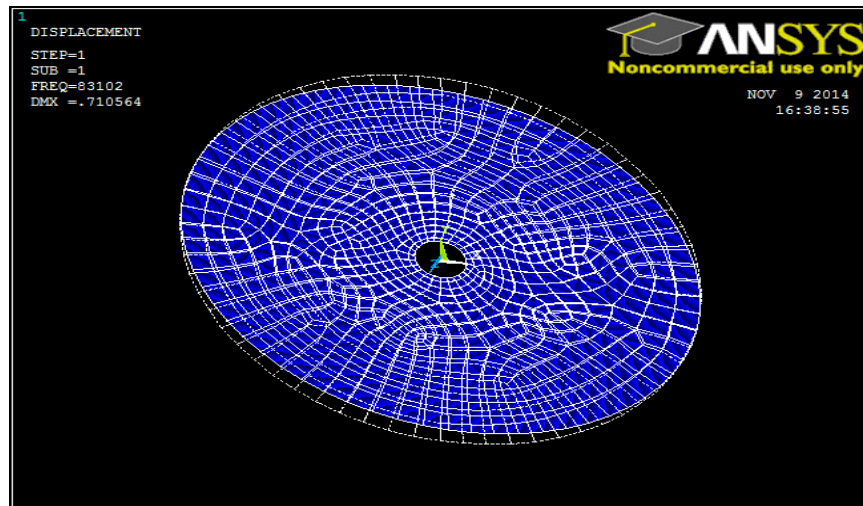 1
DISPLACEMENT
STEP=1
SUB =1
FREQ=83102
DMX =.710564
ANSYS
Noncommercial use only
NOV 9 2014
16:38:55
Y
Z